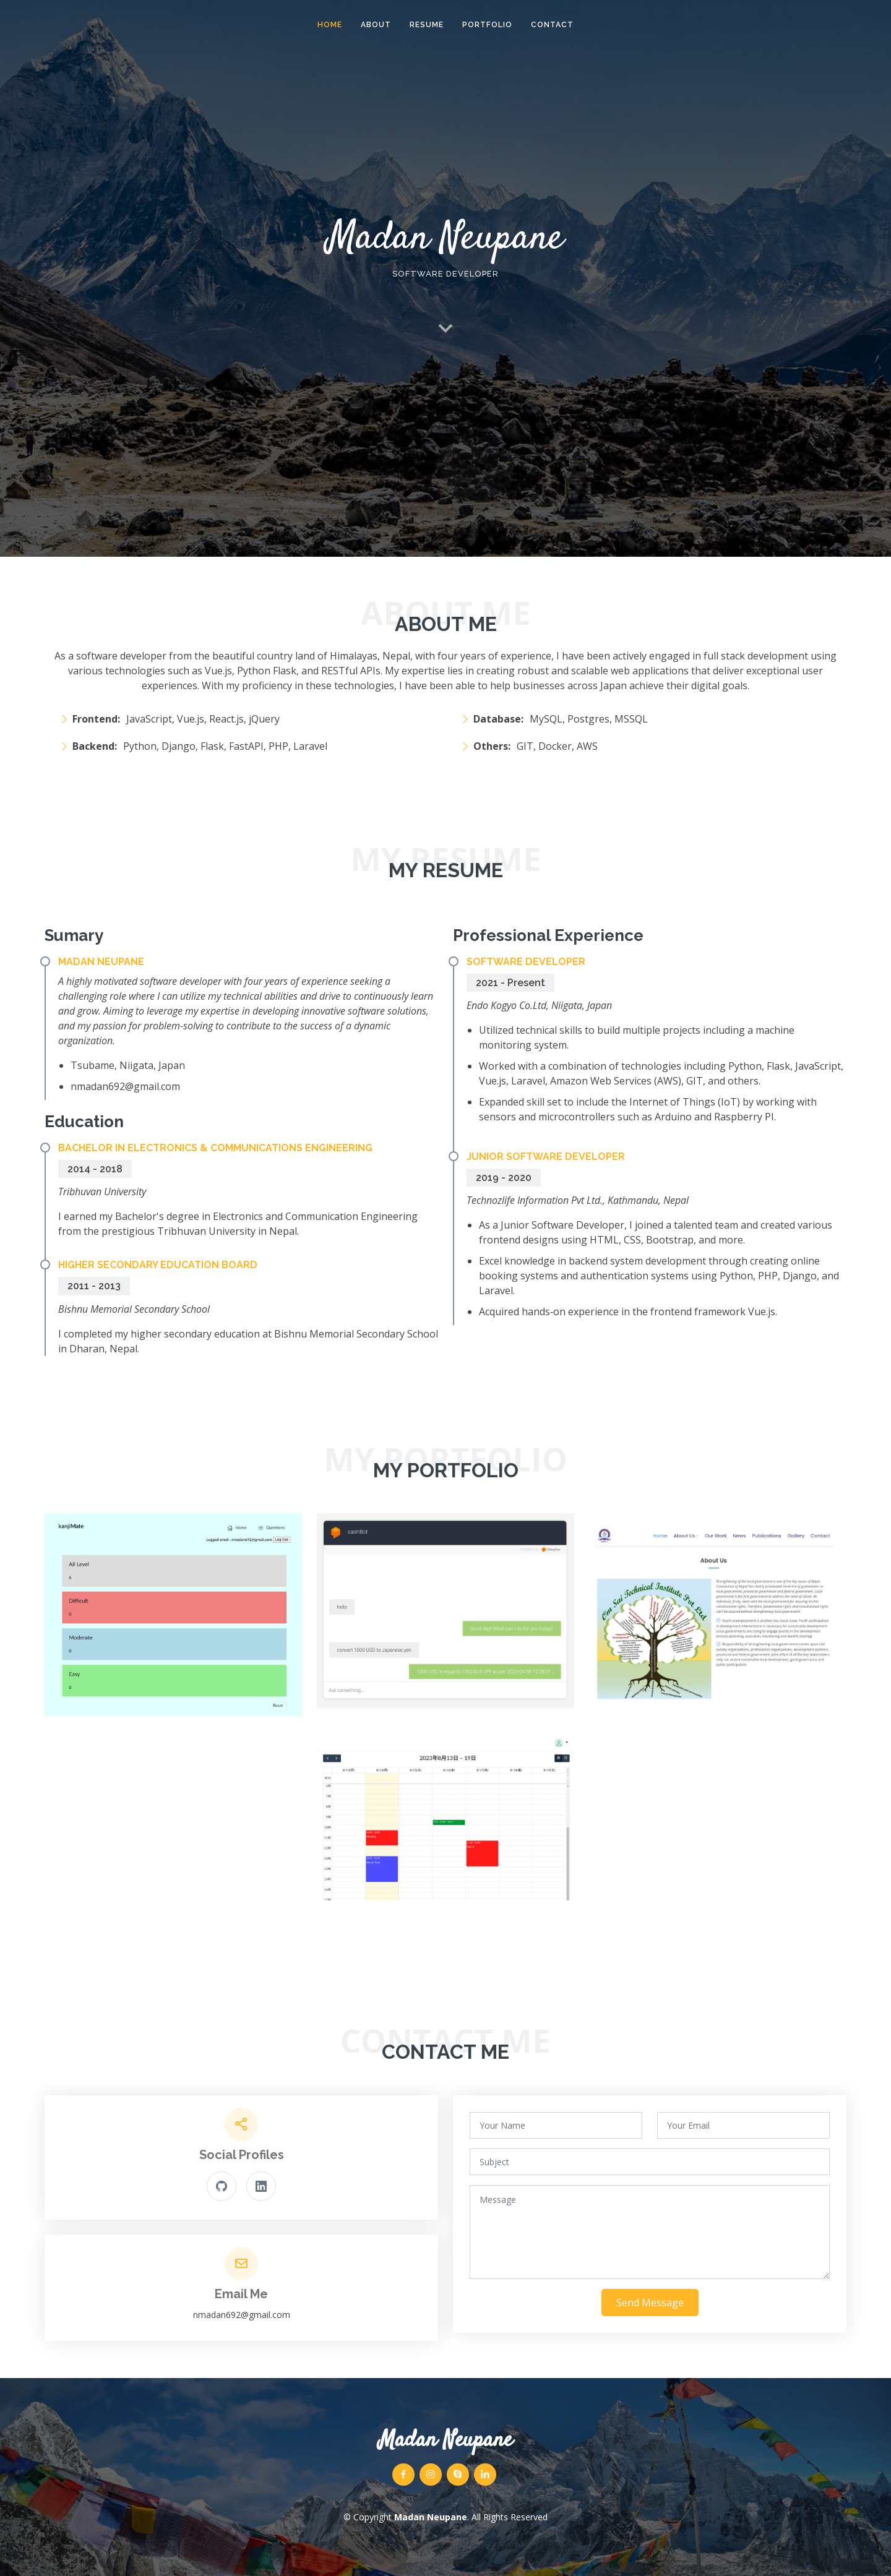 HOME ABOUT RESUME PORTFOLIO CONTACT
Madan Neupane
SOFTWARE DEVELOPER
ABOUT ME
ABOUT ME
As a software developer from the beautiful country land of Himalayas, Nepal, with four years of experience, I have been actively engaged in full stack development using
various technologies such as Vue.js, Python Flask, and RESTful APIs. My expertise lies in creating robust and scalable web applications that deliver exceptional user
experiences. With my proficiency in these technologies, I have been able to help businesses across Japan achieve their digital goals.
Frontend: JavaScript, Vue.js, React.js, jQuery
Backend: Python, Django, Flask, FastAPI, PHP, Laravel
Database: MySQL, Postgres, MSSQL
Others: GIT, Docker, AWS
MY RESUME
MY RESUME
Sumary
MADAN NEUPANE
A highly motivated software developer with four years of experience seeking a
challenging role where I can utilize my technical abilities and drive to continuously learn
and grow. Aiming to leverage my expertise in developing innovative software solutions,
and my passion for problem-solving to contribute to the success of a dynamic
organization.
Tsubame, Niigata, Japan
nmadan692@gmail.com
Education
BACHELOR IN ELECTRONICS & COMMUNICATIONS ENGINEERING
2014 - 2018
Tribhuvan University
I earned my Bachelor's degree in Electronics and Communication Engineering
from the prestigious Tribhuvan University in Nepal.
HIGHER SECONDARY EDUCATION BOARD
2011 - 2013
Bishnu Memorial Secondary School
I completed my higher secondary education at Bishnu Memorial Secondary School
in Dharan, Nepal.
Professional Experience
SOFTWARE DEVELOPER
2021 - Present
Endo Kogyo Co.Ltd, Niigata, Japan
Utilized technical skills to build multiple projects including a machine
monitoring system.
Worked with a combination of technologies including Python, Flask, JavaScript,
Vue.js, Laravel, Amazon Web Services (AWS), GIT, and others.
Expanded skill set to include the Internet of Things (IoT) by working with
sensors and microcontrollers such as Arduino and Raspberry PI.
JUNIOR SOFTWARE DEVELOPER
2019 - 2020
Technozlife Information Pvt Ltd., Kathmandu, Nepal
As a Junior Software Developer, I joined a talented team and created various
frontend designs using HTML, CSS, Bootstrap, and more.
Excel knowledge in backend system development through creating online
booking systems and authentication systems using Python, PHP, Django, and
Laravel.
Acquired hands-on experience in the frontend framework Vue.js.
MY PORTFOLIO
MY PORTFOLIO
kanjiMate
Home Questions
Log Out
All Level
Difficult
0
Moderate
0
Easy
0
Reset
cashBot
hello
convert 1000 USD to Japanese yen
Ask something...
Home About Us Our Work News Publications Gallery Contact
About Us
Om Sai Technical Institute Pvt Ltd
2023年8月13日 – 19日
CONTACT ME
CONTACT ME
Social Profiles
Email Me
nmadan692@gmail.com
Your Name
Your Email
Subject
Message
Send Message
Madan Neupane
© Copyright Madan Neupane. All Rights Reserved